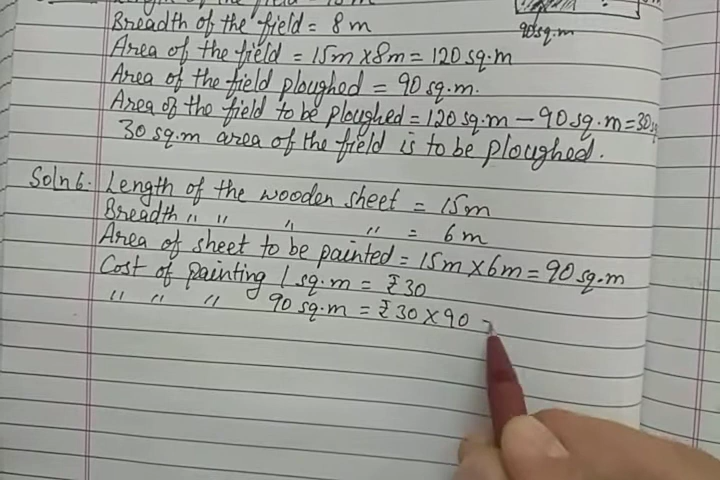 90sq.m
Breadth of the field = 8 m
Area of the field = 15m x 8m = 120 sq.m
Area of the field ploughed = 90 sq.m.
Area of the field to be ploughed = 120 sq.m - 90 sq.m = 30 sq
30 sq.m area of the field is to be ploughed.
Soln 6. Length of the wooden sheet = 15m
Breadth " " " " = 6 m
Area of sheet to be painted = 15m x 6m = 90 sq.m
Cost of painting 1 sq.m = ₹30
" " " 90 sq.m = ₹30 x 90 =